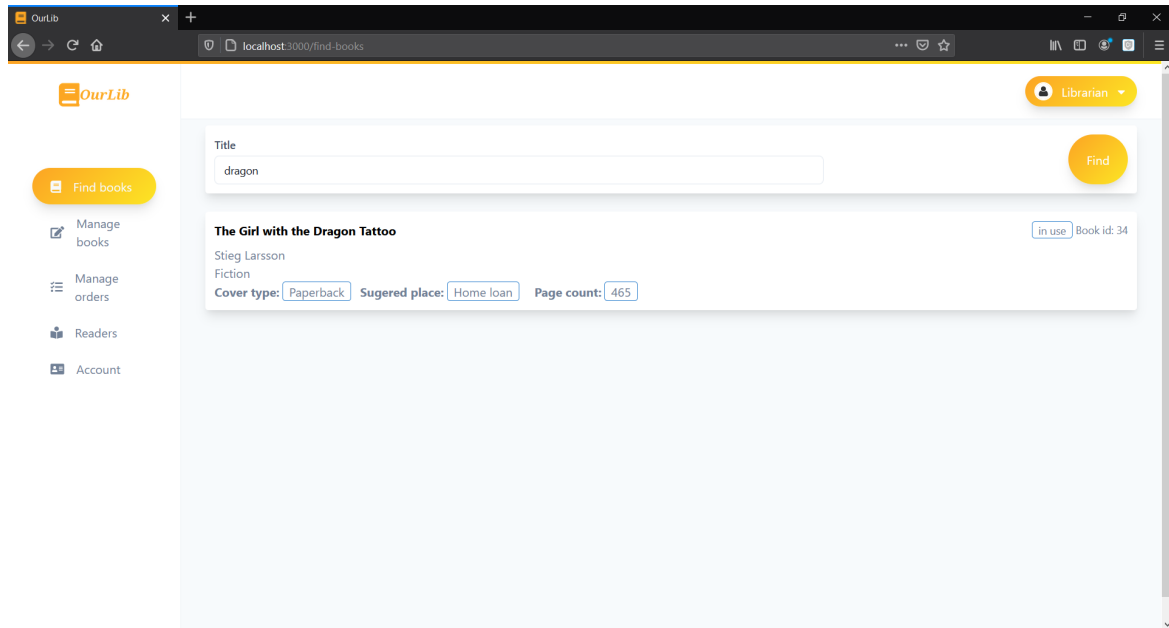 OurLib
localhost:3000/find-books
OurLib
Librarian
Title
dragon
Find
Find books
Manage
books
Manage
orders
Readers
Account
The Girl with the Dragon Tattoo
in use Book id: 34
Stieg Larsson
Fiction
Cover type: Paperback Sugered place: Home loan Page count: 465